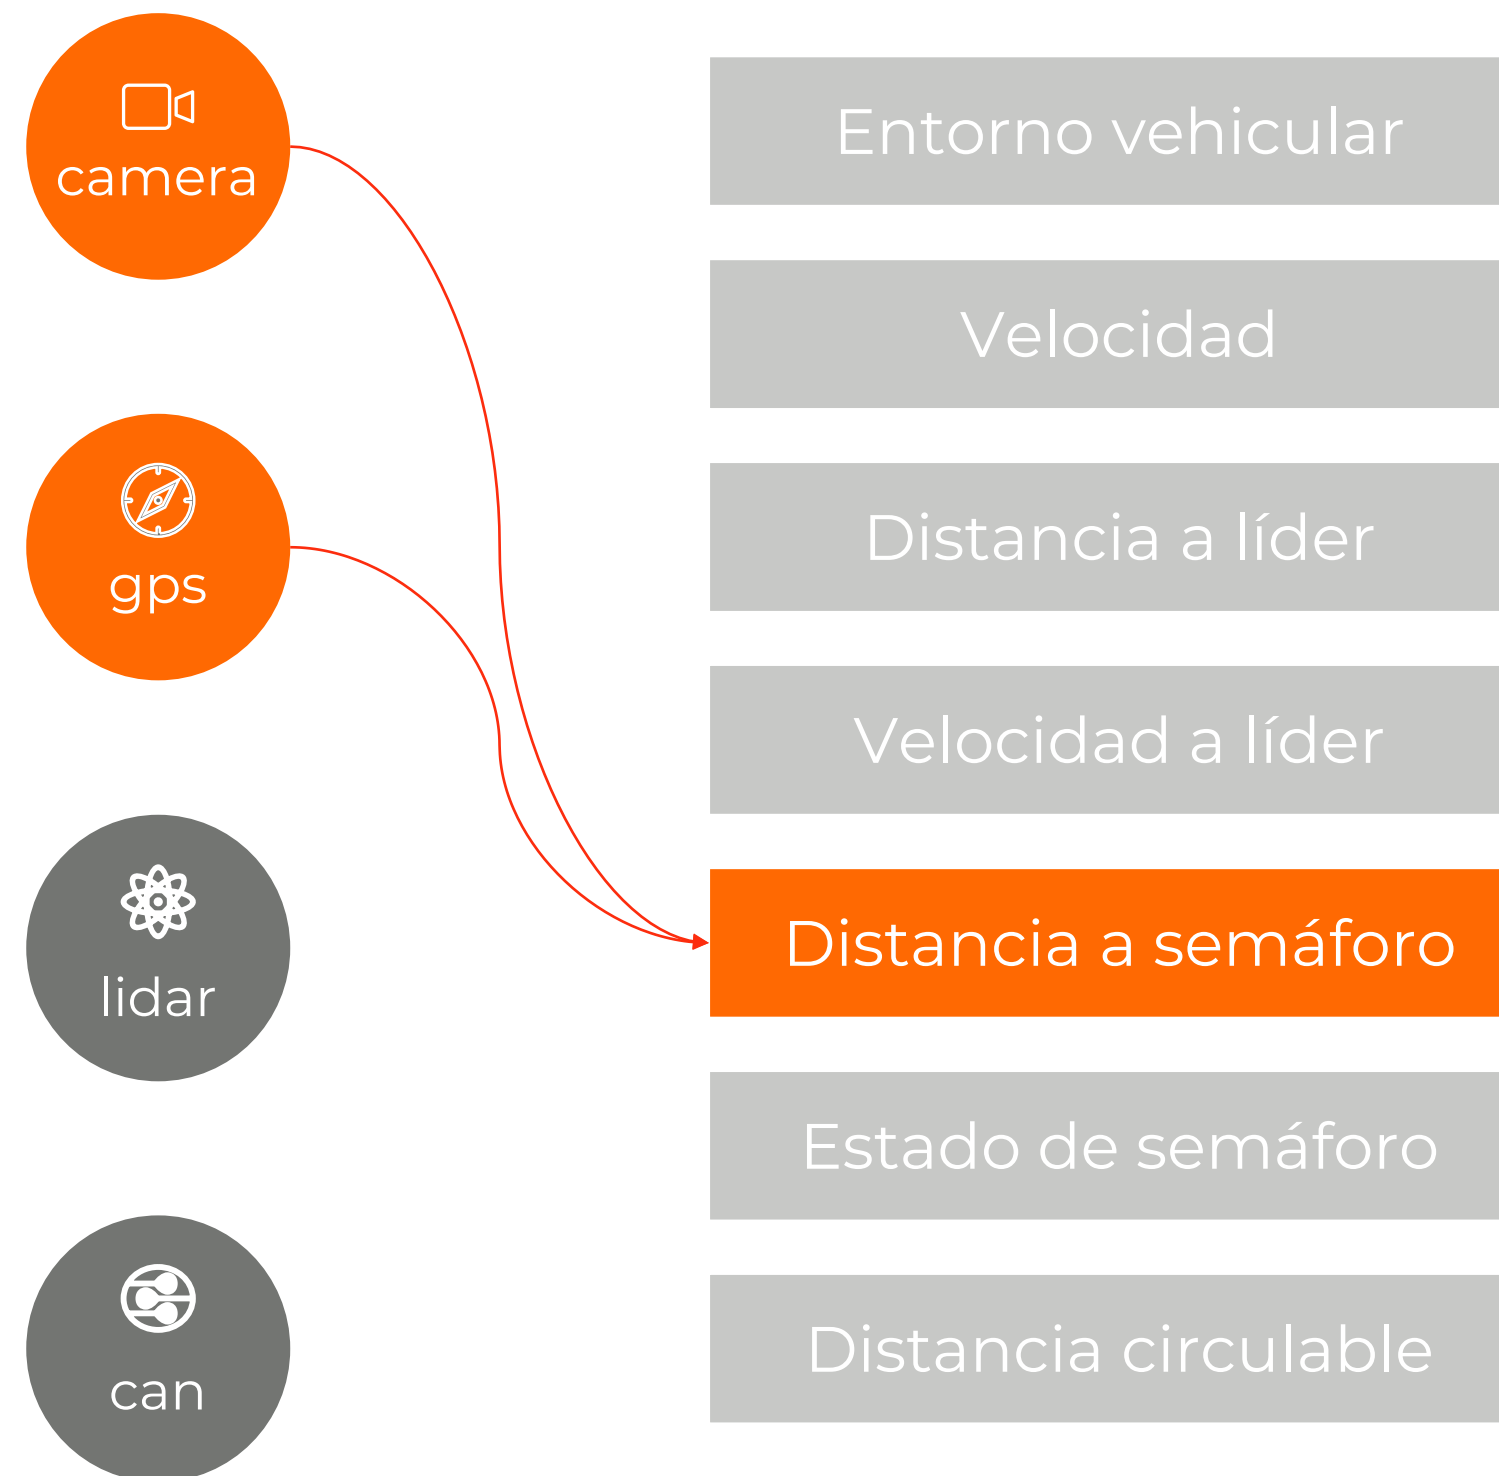 camera
gps
lidar
can
Entorno vehicular
Velocidad
Distancia a líder
Velocidad a líder
Distancia a semáforo
Estado de semáforo
Distancia circulable